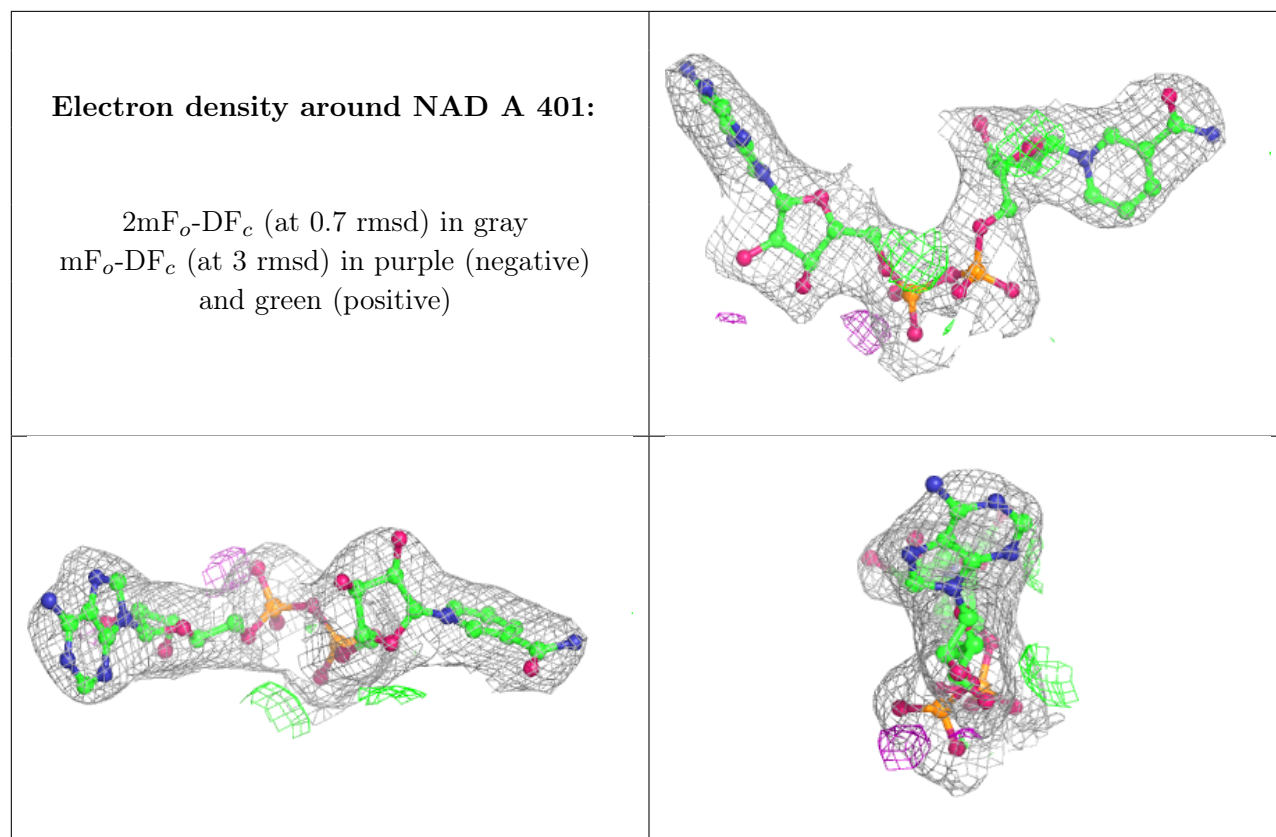 Electron density around NAD A 401:
2mFo-DFc (at 0.7 rmsd) in gray
mFo-DFc (at 3 rmsd) in purple (negative)
and green (positive)